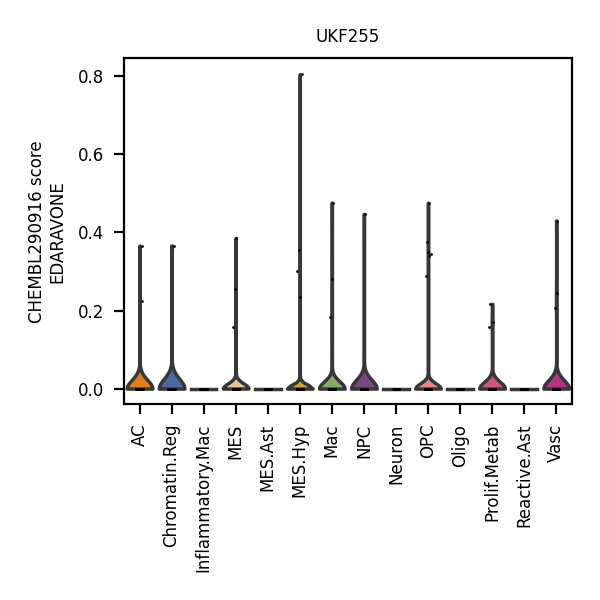 UKF255
CHEMBL290916 score
EDARAVONE
0.8
0.6
0.4
0.2
0.0
AC
Chromatin.Reg
Inflammatory.Mac
MES
MES.Ast
MES.Hyp
Mac
NPC
Neuron
OPC
Oligo
Prolif.Metab
Reactive.Ast
Vasc